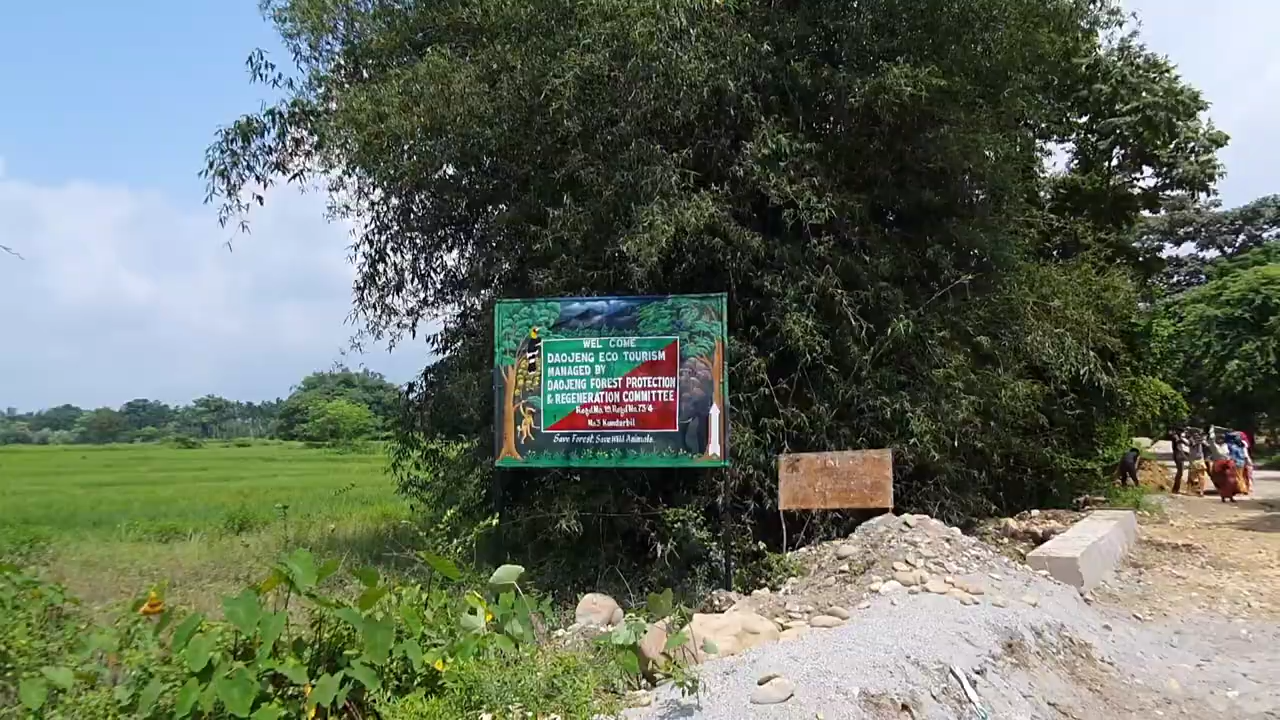 WEL COME
DAOJENG ECO TOURISM
MANAGED BY
DAOJENG FOREST PROTECTION
& REGENERATION COMMITTEE
No.3 Kundarbil
Save Forest, Save Wild Animals.